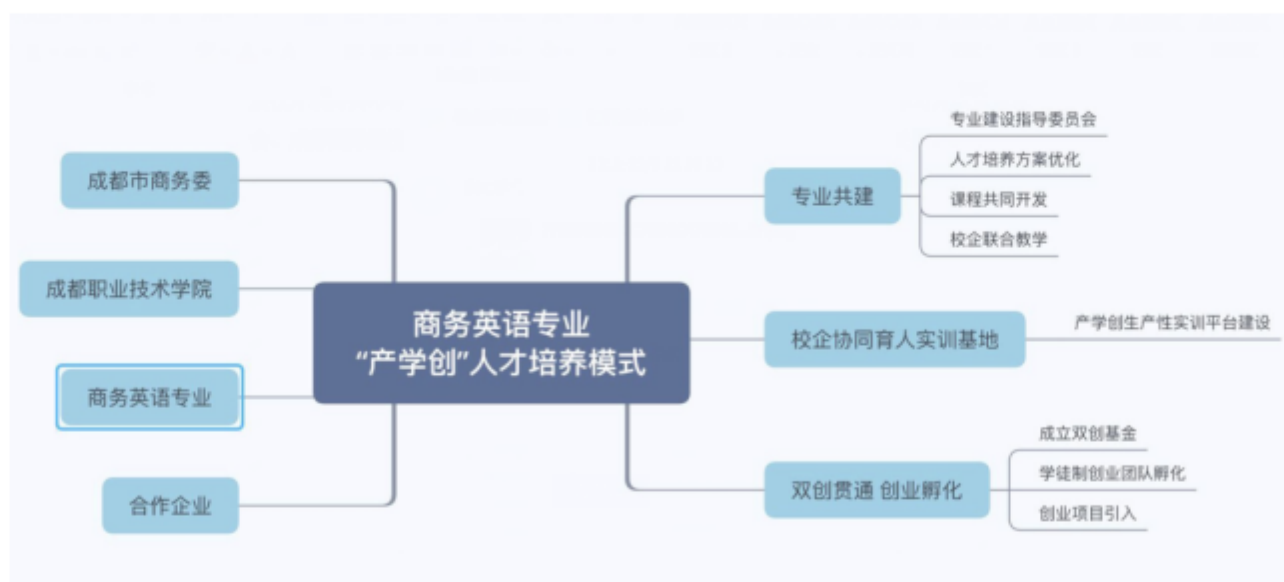 成都市商务委
成都职业技术学院
商务英语专业
合作企业
商务英语专业
“产学创”人才培养模式
专业共建
专业建设指导委员会
人才培养方案优化
课程共同开发
校企联合教学
校企协同育人实训基地
产学创生产性实训平台建设
双创贯通 创业孵化
成立双创基金
学徒制创业团队孵化
创业项目引入